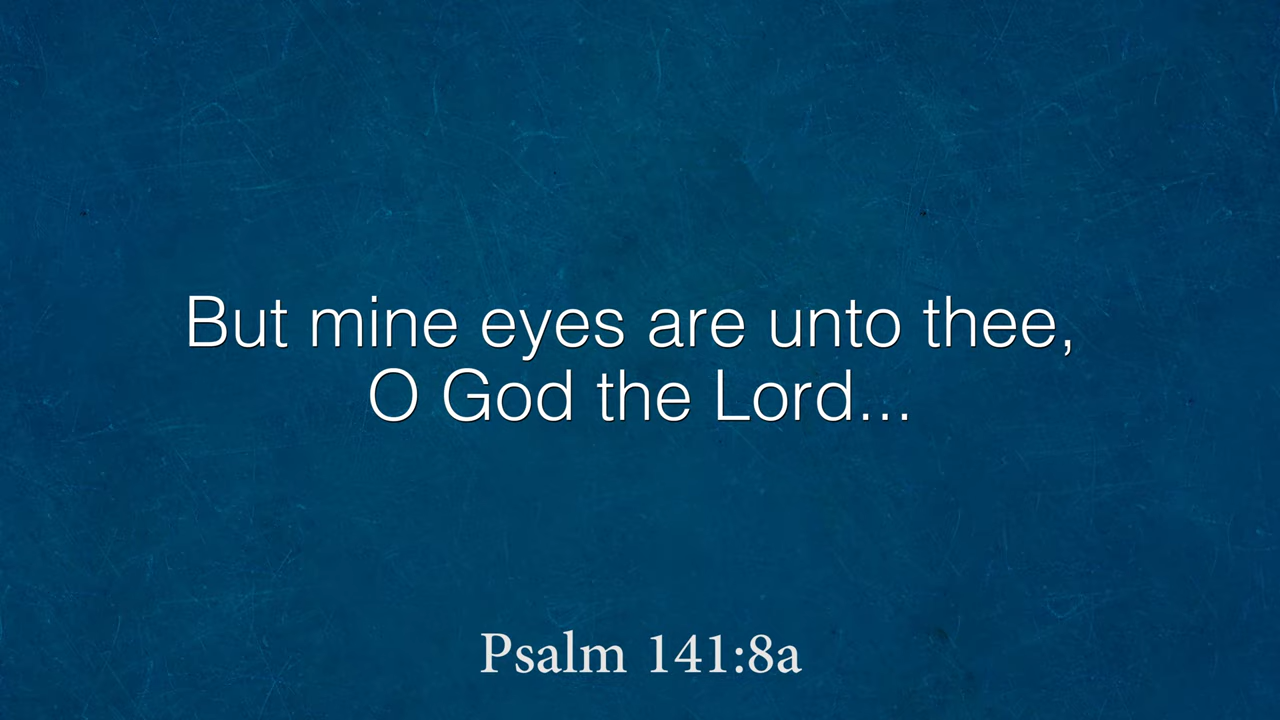 But mine eyes are unto thee,
O God the Lord...
Psalm 141:8a